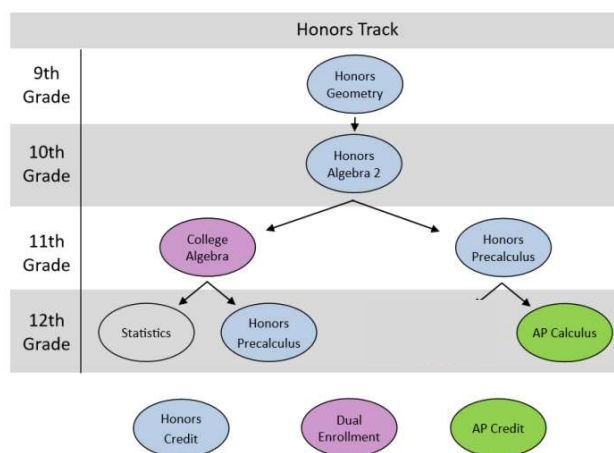 Honors Track
9th
Grade
Honors
Geometry
10th
Grade
Honors
Algebra 2
11th
Grade
College
Algebra
Honors
Precalculus
12th
Grade
Statistics
Honors
Precalculus
AP Calculus
Honors
Credit
Dual
Enrollment
AP Credit